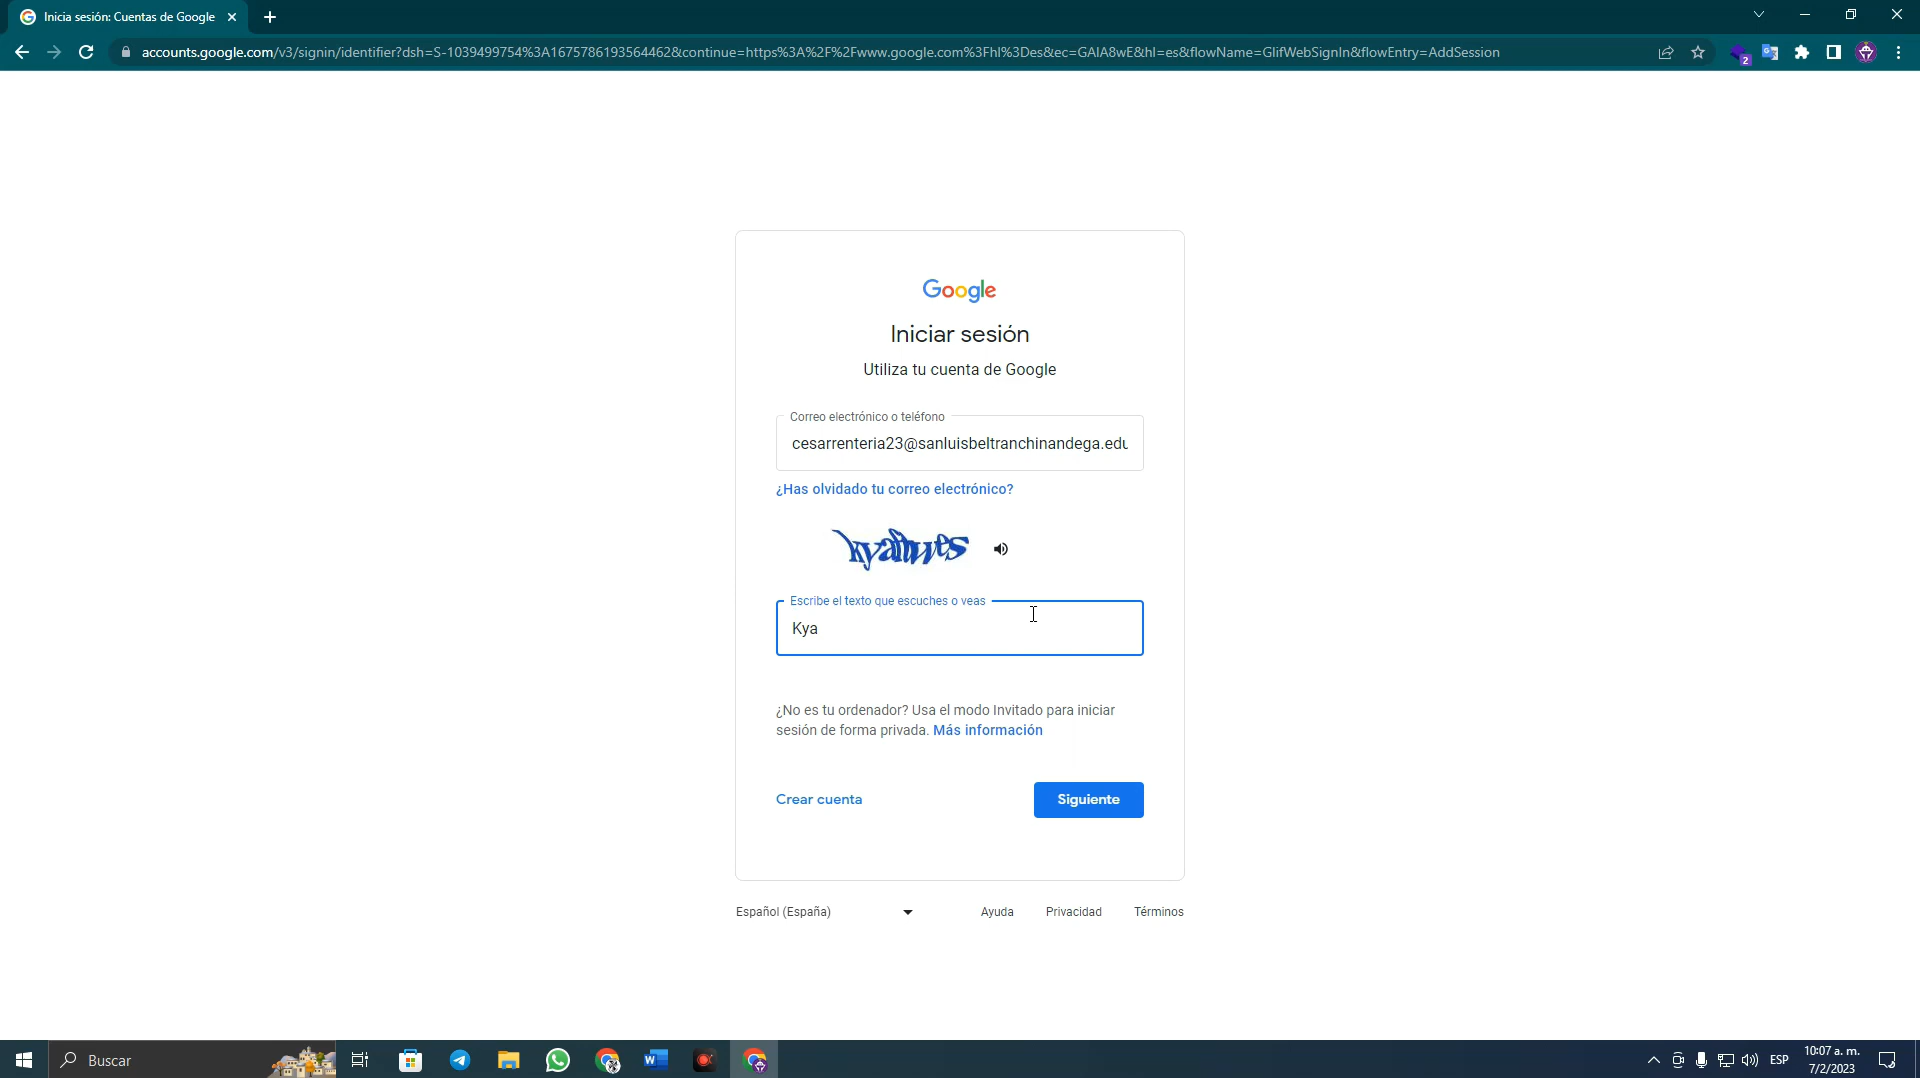 Inicia sesión: Cuentas de Google
accounts.google.com/v3/signin/identifier?dsh=S-1039499754%3A1675786193564462&continue=https%3A%2F%2Fwww.google.com%3Fhl%3Des&ec=GAlA8wE&hl=es&flowName=GlifWebSignIn&flowEntry=AddSession
2
Google
Iniciar sesión
Utiliza tu cuenta de Google
Correo electrónico o teléfono
cesarrenteria23@sanluisbeltranchinandega.edu
¿Has olvidado tu correo electrónico?
Escribe el texto que escuches o veas
Kya
¿No es tu ordenador? Usa el modo Invitado para iniciar
sesión de forma privada. Más información
Crear cuenta
Siguiente
Español (España)
Ayuda
Privacidad
Términos
Buscar
ESP
10:07 a. m.
7/2/2023